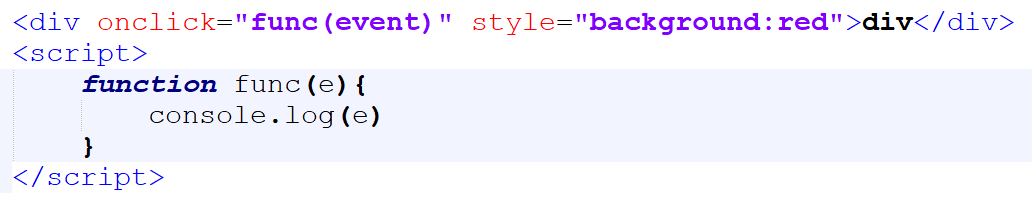 <div onclick="func(event)" style="background:red">div</div>
<script>
    function func(e){
        console.log(e)
    }
</script>